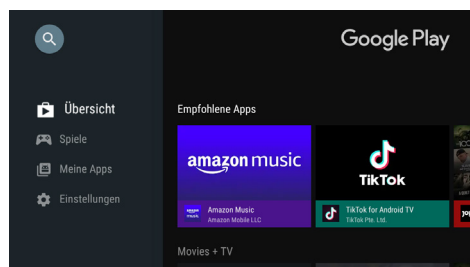 Google Play
Übersicht
Spiele
Meine Apps
Einstellungen
Empfohlene Apps
amazon music
TikTok
music
Amazon Music
Amazon Mobile LLC
TikTok for Android TV
TikTok Pte. Ltd.
Movies + TV